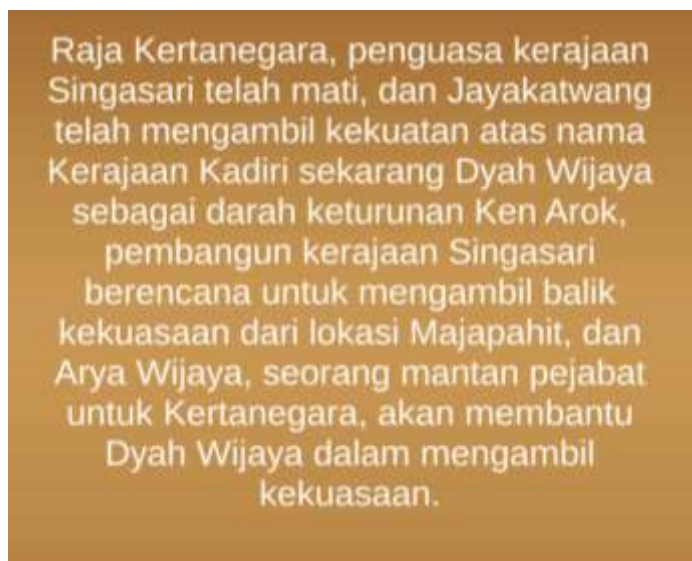 Raja Kertanegara, penguasa kerajaan
Singasari telah mati, dan Jayakatwang
telah mengambil kekuatan atas nama
Kerajaan Kadiri sekarang Dyah Wijaya
sebagai darah keturunan Ken Arok,
pembangun kerajaan Singasari
berencana untuk mengambil balik
kekuasaan dari lokasi Majapahit, dan
Arya Wijaya, seorang mantan pejabat
untuk Kertanegara, akan membantu
Dyah Wijaya dalam mengambil
kekuasaan.